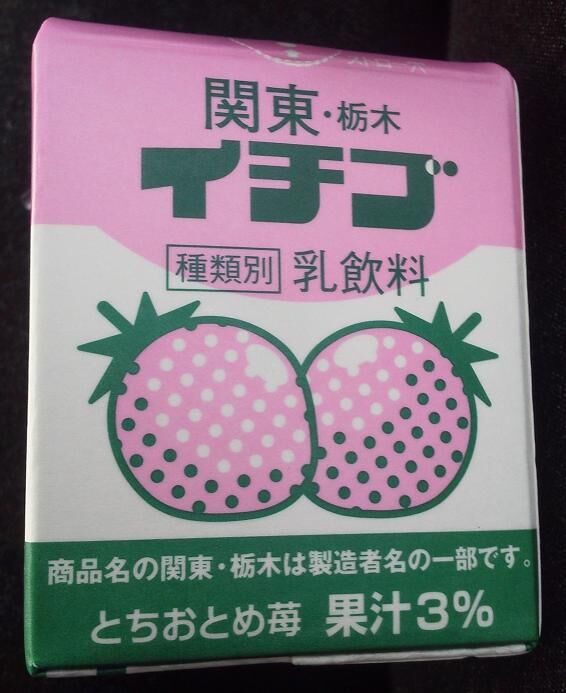 関東・栃木
イチゴ
種類別 乳飲料
商品名の関東・栃木は製造者名の一部です。
とちおとめ苺 果汁3%